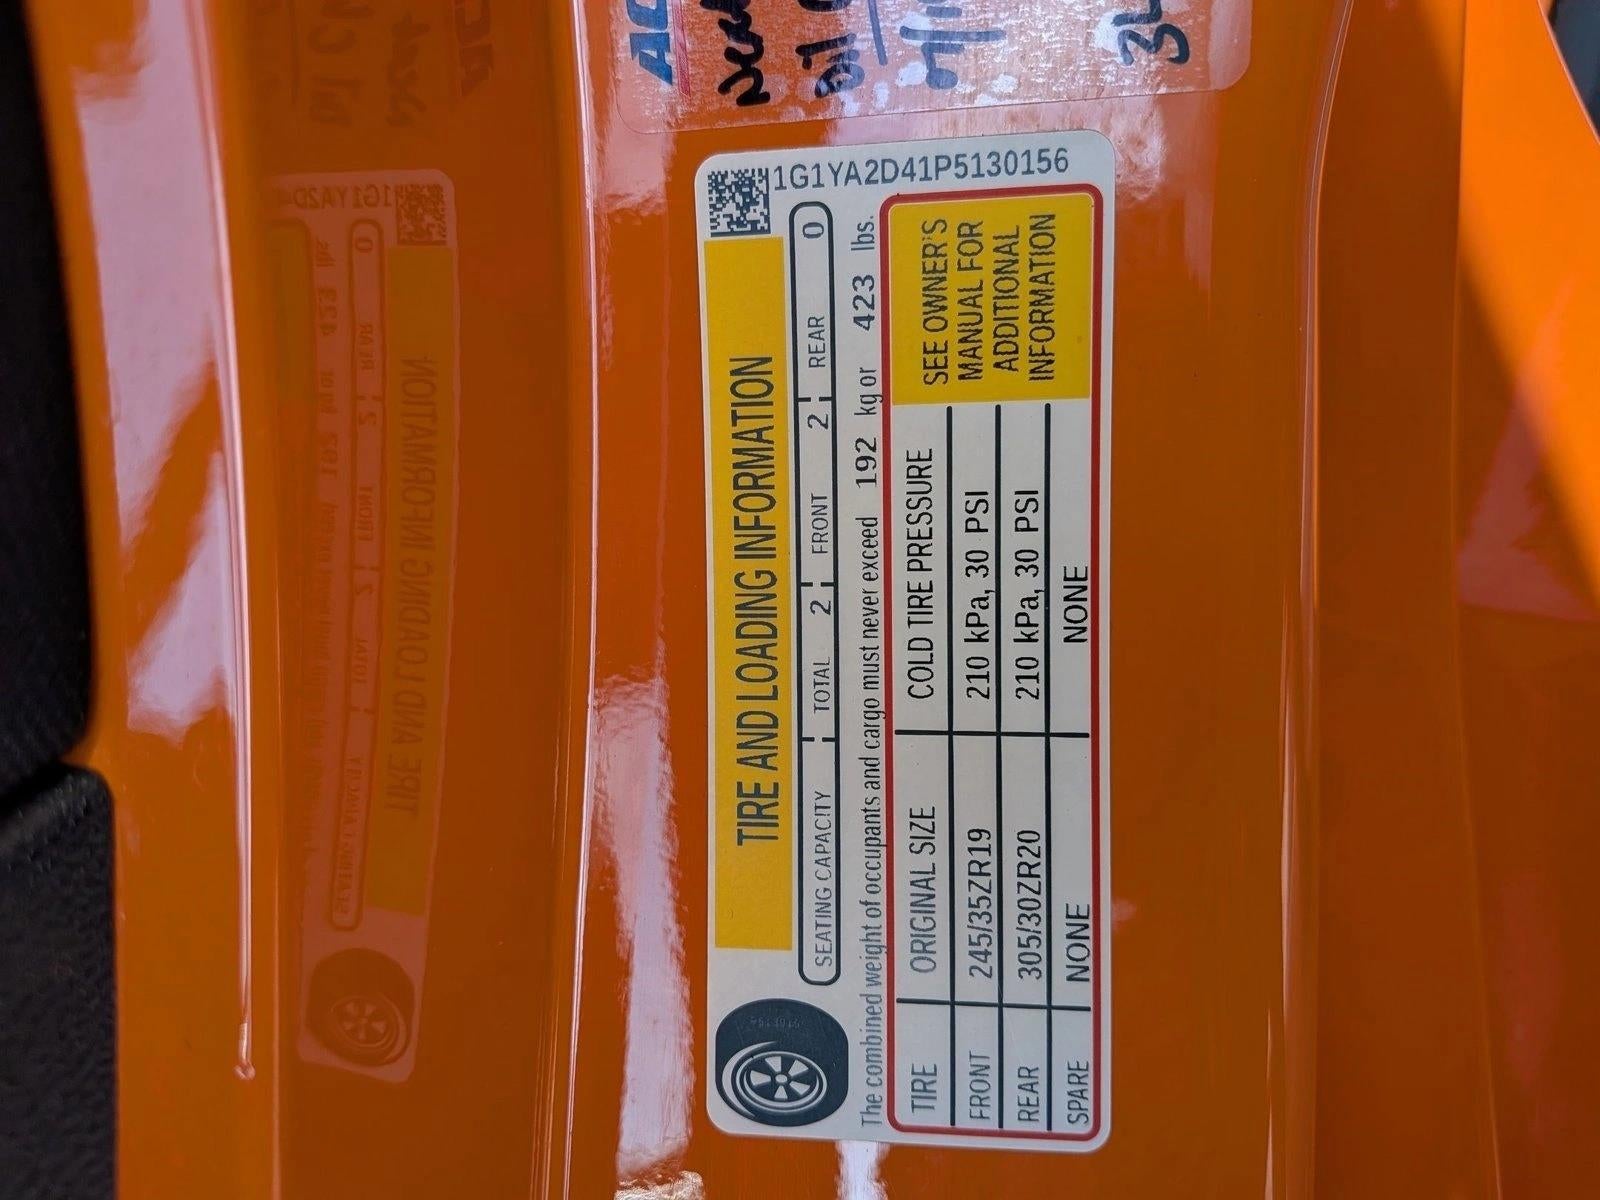 AC
Oil C
34
1G1YA2D41P5130156
TIRE AND LOADING INFORMATION
SEATING CAPACITY TOTAL 2 FRONT 2 REAR 0
The combined weight of occupants and cargo must never exceed 192 kg or 423 lbs.
TIRE ORIGINAL SIZE COLD TIRE PRESSURE
FRONT 245/35ZR19 210 kPa, 30 PSI
REAR 305/30ZR20 210 kPa, 30 PSI
SPARE NONE NONE
SEE OWNER'S
MANUAL FOR
ADDITIONAL
INFORMATION